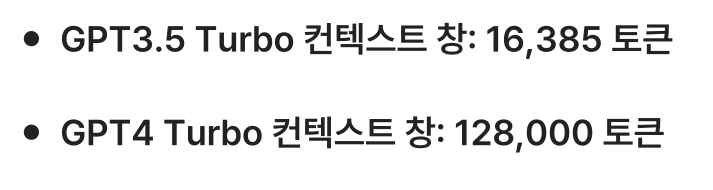 • GPT3.5 Turbo 컨텍스트 창: 16,385 토큰
• GPT4 Turbo 컨텍스트 창: 128,000 토큰